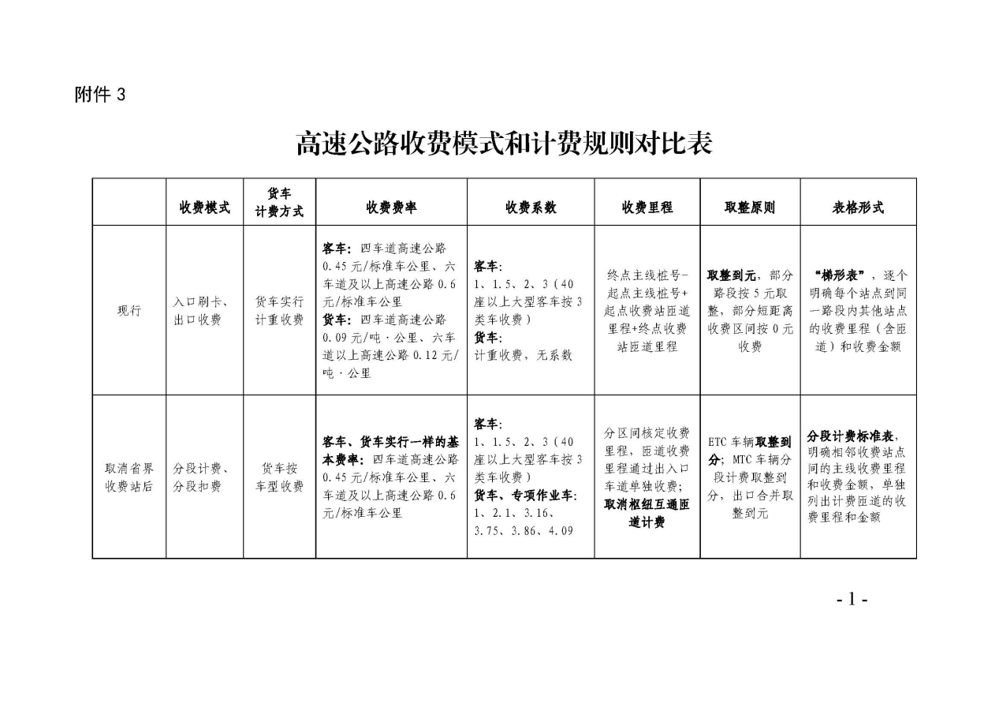 附件 3
高速公路收费模式和计费规则对比表
收费模式
货车
计费方式
收费费率
收费系数
收费里程
取整原则
表格形式
现行
入口刷卡、
出口收费
货车实行
计重收费
客车：四车道高速公路
0.45 元/标准车公里、六
车道及以上高速公路 0.6
元/标准车公里
货车：四车道高速公路
0.09 元/吨·公里、六车
道以上高速公路 0.12 元/
吨·公里
客车：
1、1.5、2、3（40
座以上大型客车按 3
类车收费）
货车：
计重收费，无系数
终点主线桩号-
起点主线桩号+
起点收费站匝道
里程+终点收费
站匝道里程
取整到元，部分
路段按 5 元取
整，部分短距离
收费区间按 0 元
收费
“梯形表”，逐个
明确每个站点到同
一路段内其他站点
的收费里程（含匝
道）和收费金额
取消省界
收费站后
分段计费、
分段扣费
货车按
车型收费
客车、货车实行一样的基
本费率：四车道高速公路
0.45 元/标准车公里、六
车道及以上高速公路 0.6
元/标准车公里
客车：
1、1.5、2、3（40
座以上大型客车按 3
类车收费）
货车、专项作业车：
1、2.1、3.16、
3.75、3.86、4.09
分区间核定收费
里程，匝道收费
里程通过出入口
车道单独收费；
取消枢纽互通匝
道计费
ETC 车辆取整到
分；MTC 车辆分
段计费取整到
分，出口合并取
整到元
分段计费标准表，
明确相邻收费站点
间的主线收费里程
和收费金额，单独
列出计费匝道的收
费里程和金额
- 1 -